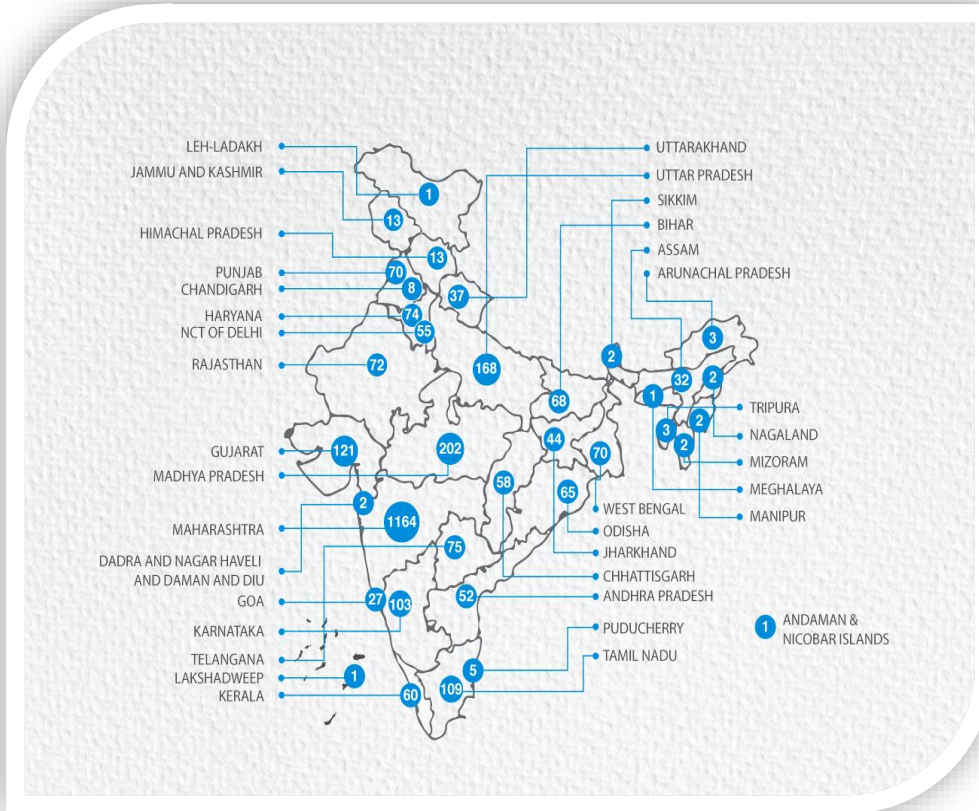 LEH-LADAKH
JAMMU AND KASHMIR
HIMACHAL PRADESH
PUNJAB
CHANDIGARH
HARYANA
NCT OF DELHI
RAJASTHAN
GUJARAT
MADHYA PRADESH
MAHARASHTRA
DADRA AND NAGAR HAVELI
AND DAMAN AND DIU
GOA
KARNATAKA
TELANGANA
LAKSHADWEEP
KERALA
1
13
13
70
8
37
74
55
72
168
2
3
68
32
2
1
2
3
2
121
202
44
70
58
65
2
1164
75
27
103
52
1
60
109
5
UTTARAKHAND
UTTAR PRADESH
SIKKIM
BIHAR
ASSAM
ARUNACHAL PRADESH
TRIPURA
NAGALAND
MIZORAM
MEGHALAYA
MANIPUR
WEST BENGAL
ODISHA
JHARKHAND
CHHATTISGARH
ANDHRA PRADESH
PUDUCHERRY
TAMIL NADU
1
ANDAMAN &
NICOBAR ISLANDS